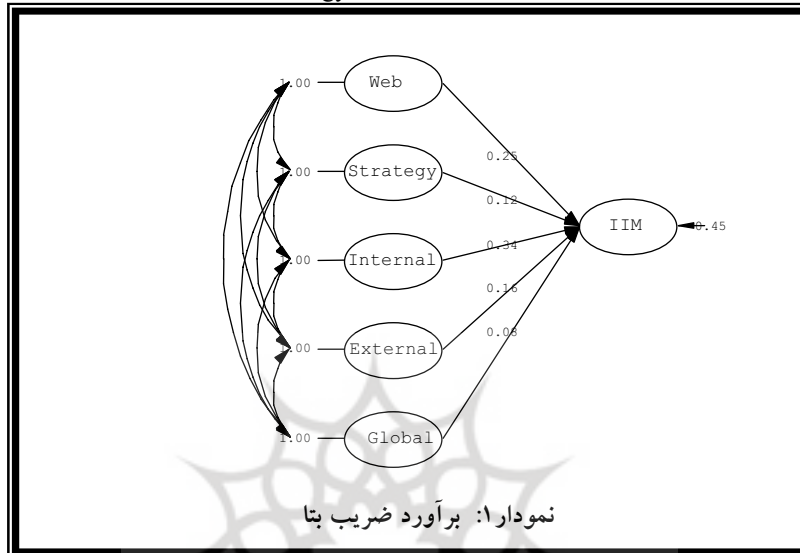 1.00 Web
0.25
1.00 Strategy
0.12
IIM 0.45
1.00 Internal
0.34
0.16
1.00 External
0.08
1.00 Global
نمودار۱: برآورد ضریب بتا